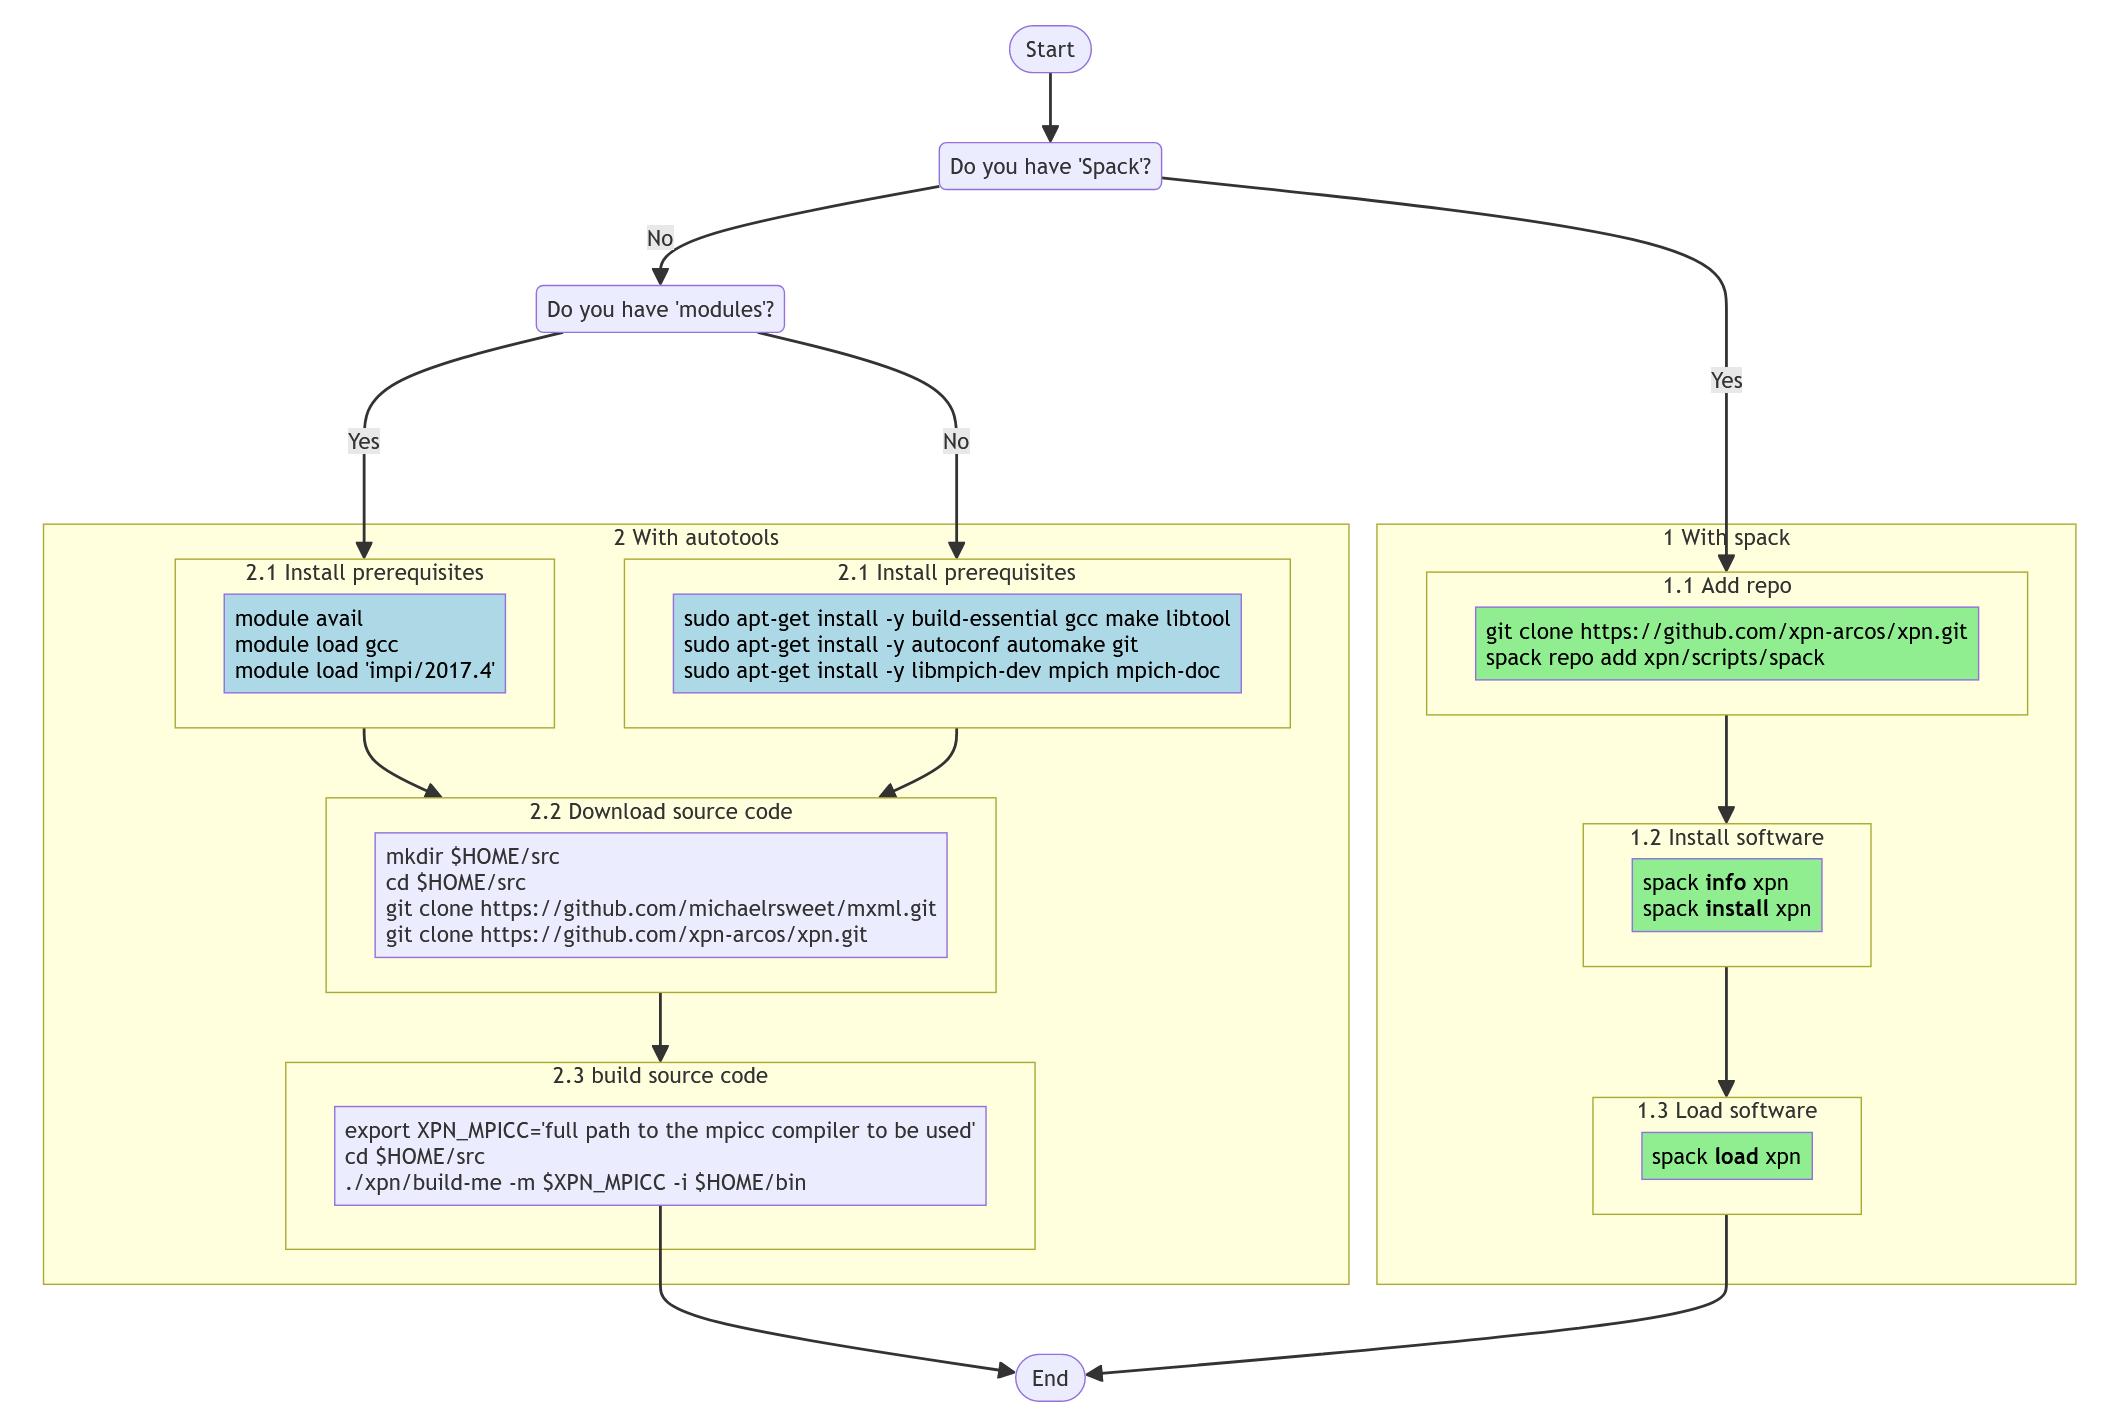 Start
Do you have 'Spack'?
No
Do you have 'modules'?
Yes
Yes
No
2 With autotools
2.1 Install prerequisites
module avail
module load gcc
module load 'impi/2017.4'
2.1 Install prerequisites
sudo apt-get install -y build-essential gcc make libtool
sudo apt-get install -y autoconf automake git
sudo apt-get install -y libmpich-dev mpich mpich-doc
2.2 Download source code
mkdir $HOME/src
cd $HOME/src
git clone https://github.com/michaelrsweet/mxml.git
git clone https://github.com/xpn-arcos/xpn.git
2.3 build source code
export XPN_MPICC='full path to the mpicc compiler to be used'
cd $HOME/src
./xpn/build-me -m $XPN_MPICC -i $HOME/bin
1 With spack
1.1 Add repo
git clone https://github.com/xpn-arcos/xpn.git
spack repo add xpn/scripts/spack
1.2 Install software
spack info xpn
spack install xpn
1.3 Load software
spack load xpn
End